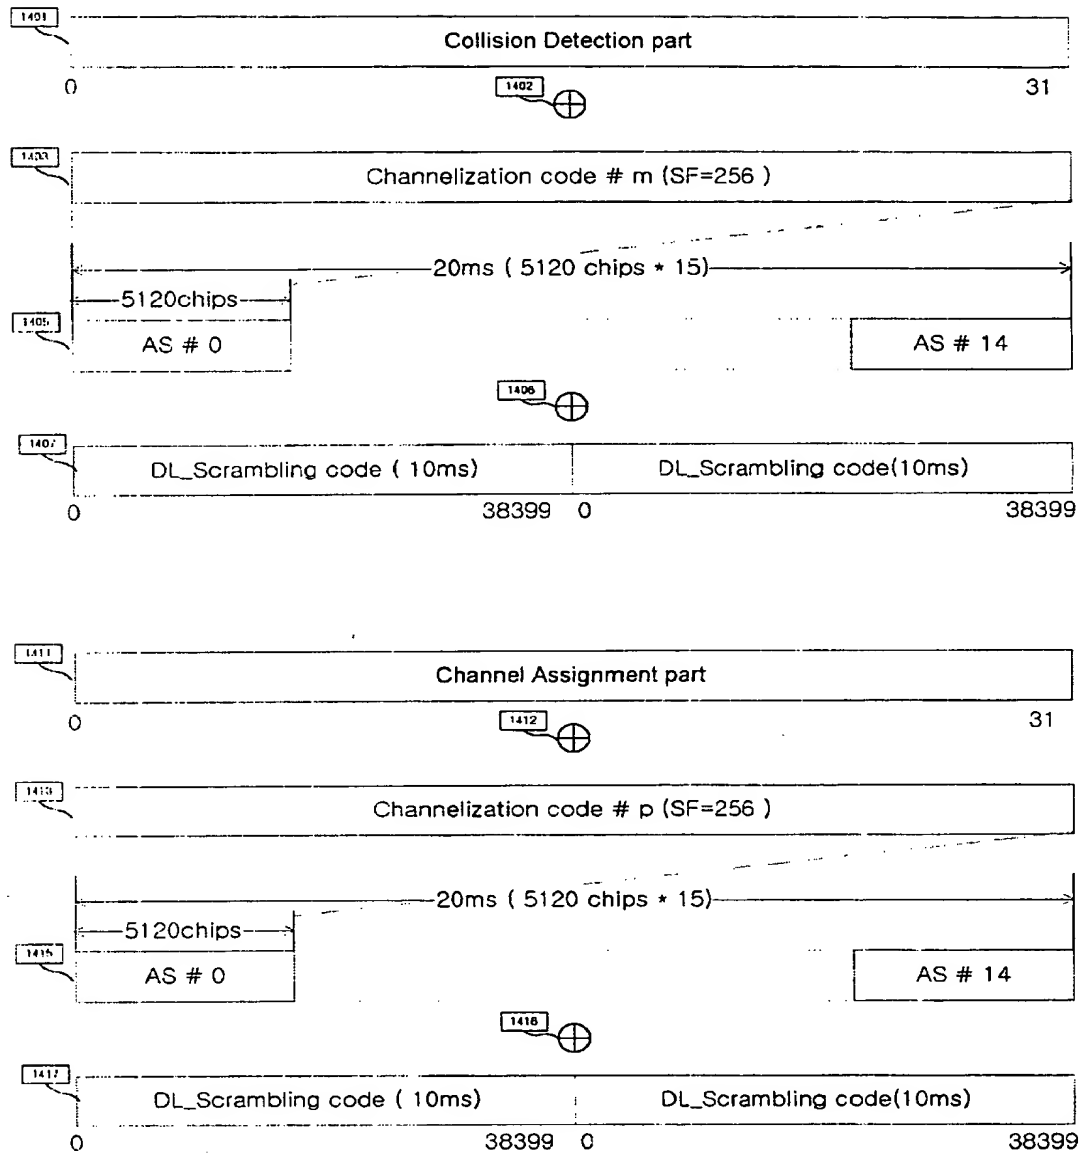 1401
Collision Detection part
0
1402
31
1403
Channelization code # m (SF=256 )
20ms ( 5120 chips * 15)
5120chips
1405
AS # 0
AS # 14
1406
1407
DL_Scrambling code ( 10ms)
DL_Scrambling code(10ms)
0
38399
0
38399
1411
Channel Assignment part
0
1412
31
1413
Channelization code # p (SF=256 )
20ms ( 5120 chips * 15)
5120chips
1415
AS # 0
AS # 14
1416
1417
DL_Scrambling code ( 10ms)
DL_Scrambling code(10ms)
0
38399
0
38399